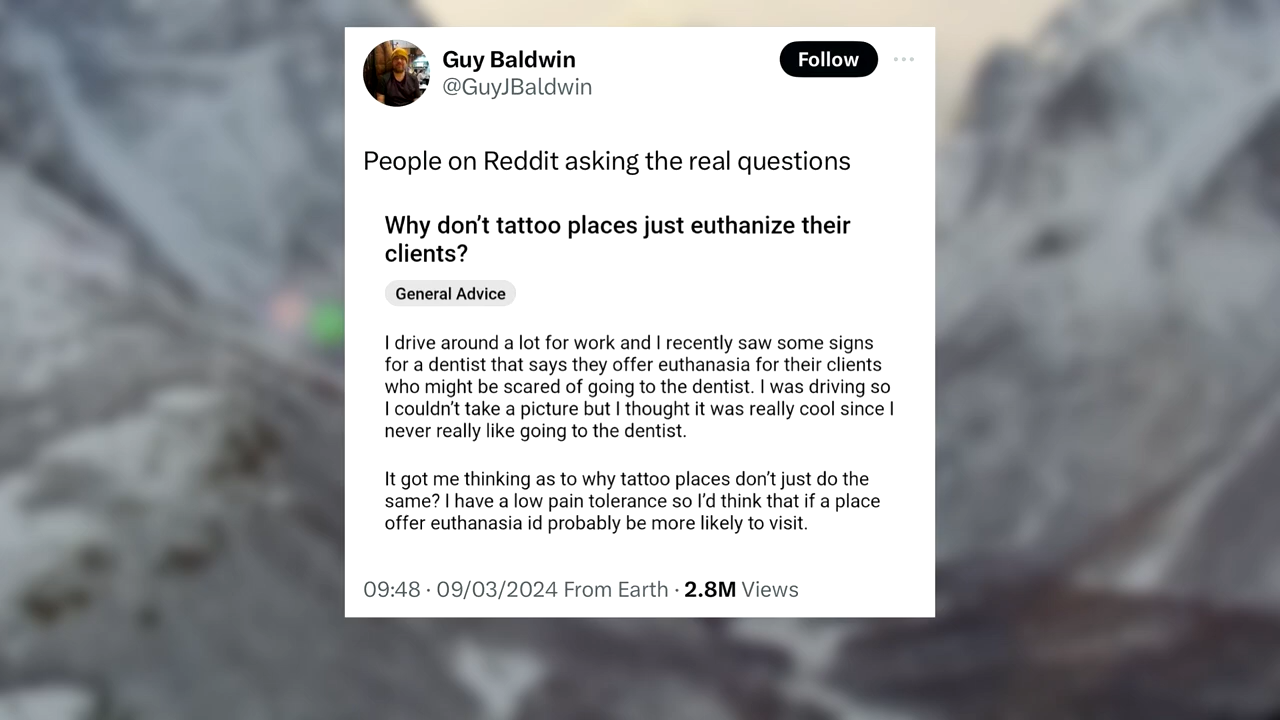 Guy Baldwin
Follow
@GuyJBaldwin
People on Reddit asking the real questions
Why don’t tattoo places just euthanize their
clients?
General Advice
I drive around a lot for work and I recently saw some signs
for a dentist that says they offer euthanasia for their clients
who might be scared of going to the dentist. I was driving so
I couldn’t take a picture but I thought it was really cool since I
never really like going to the dentist.
It got me thinking as to why tattoo places don’t just do the
same? I have a low pain tolerance so I’d think that if a place
offer euthanasia id probably be more likely to visit.
09:48 · 09/03/2024 From Earth · 2.8M Views